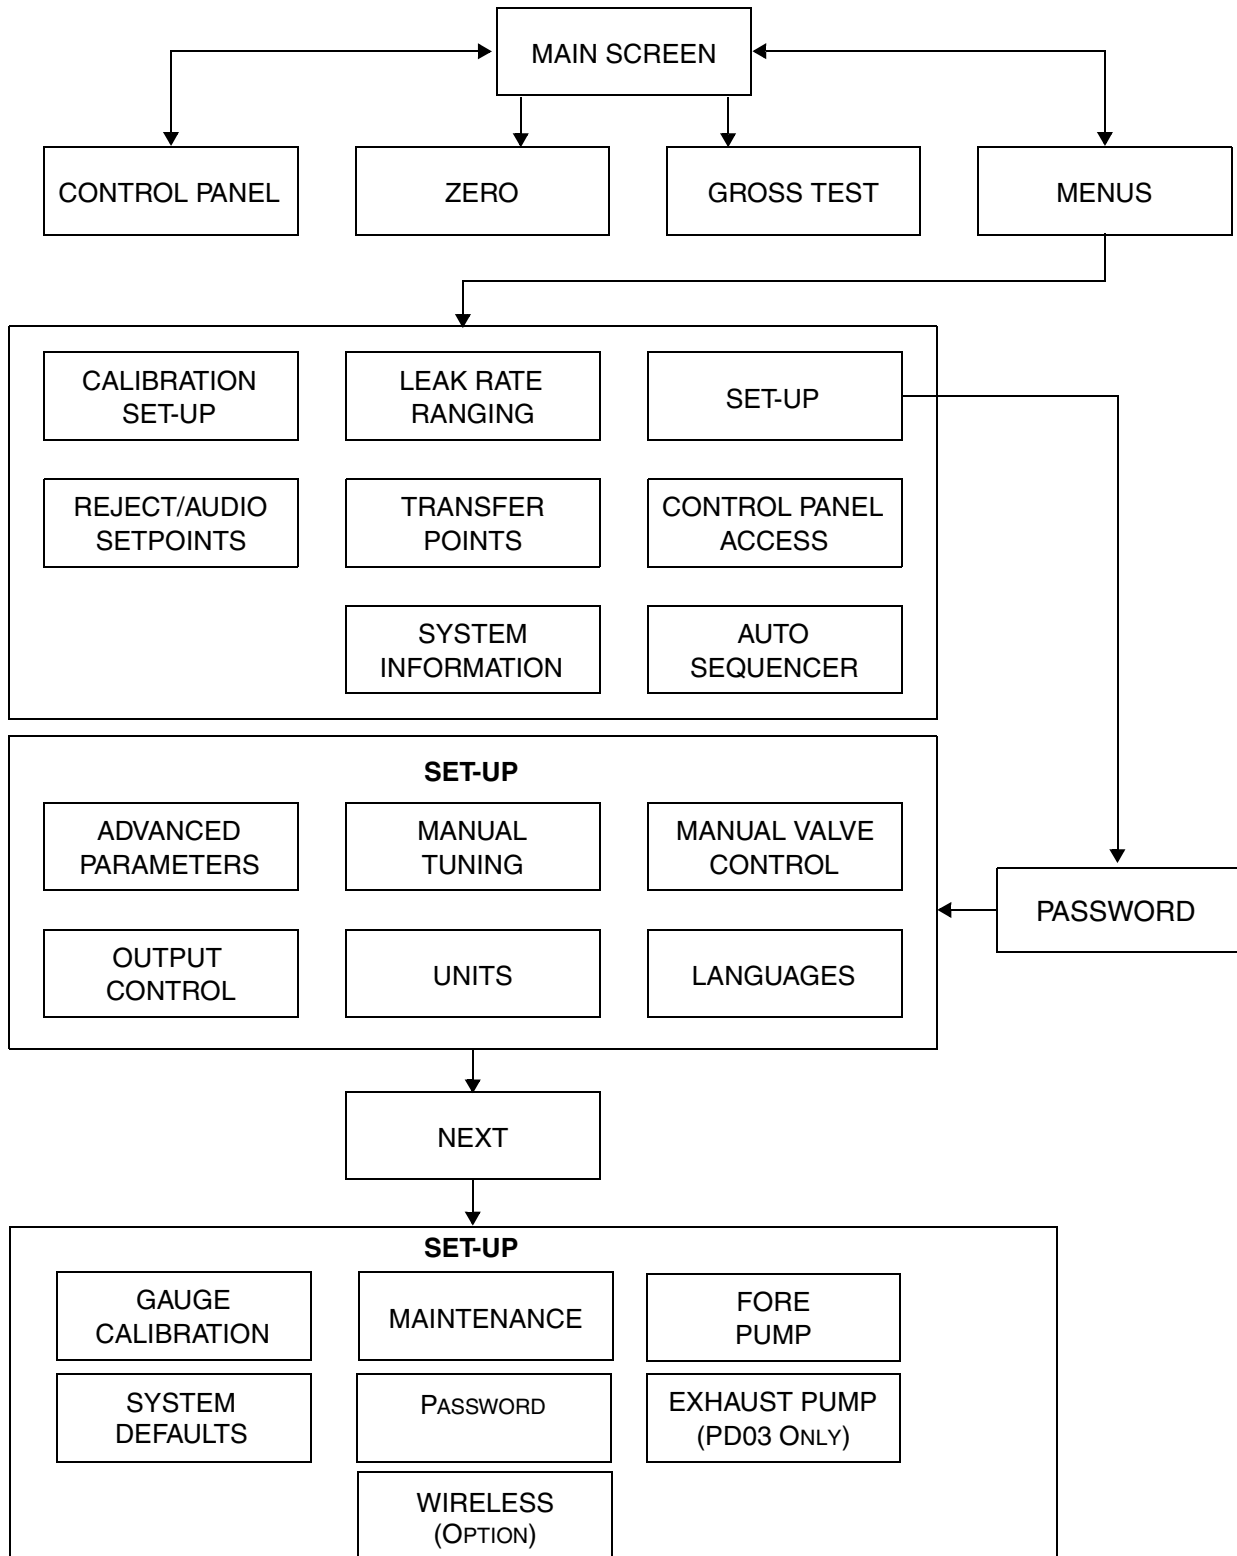 MAIN SCREEN
CONTROL PANEL
ZERO
GROSS TEST
MENUS
CALIBRATION
SET-UP
LEAK RATE
RANGING
SET-UP
REJECT/AUDIO
SETPOINTS
TRANSFER
POINTS
CONTROL PANEL
ACCESS
SYSTEM
INFORMATION
AUTO
SEQUENCER
SET-UP
ADVANCED
PARAMETERS
MANUAL
TUNING
MANUAL VALVE
CONTROL
PASSWORD
OUTPUT
CONTROL
UNITS
LANGUAGES
NEXT
SET-UP
GAUGE
CALIBRATION
MAINTENANCE
FORE
PUMP
SYSTEM
DEFAULTS
PASSWORD
EXHAUST PUMP
(PD03 ONLY)
WIRELESS
(OPTION)